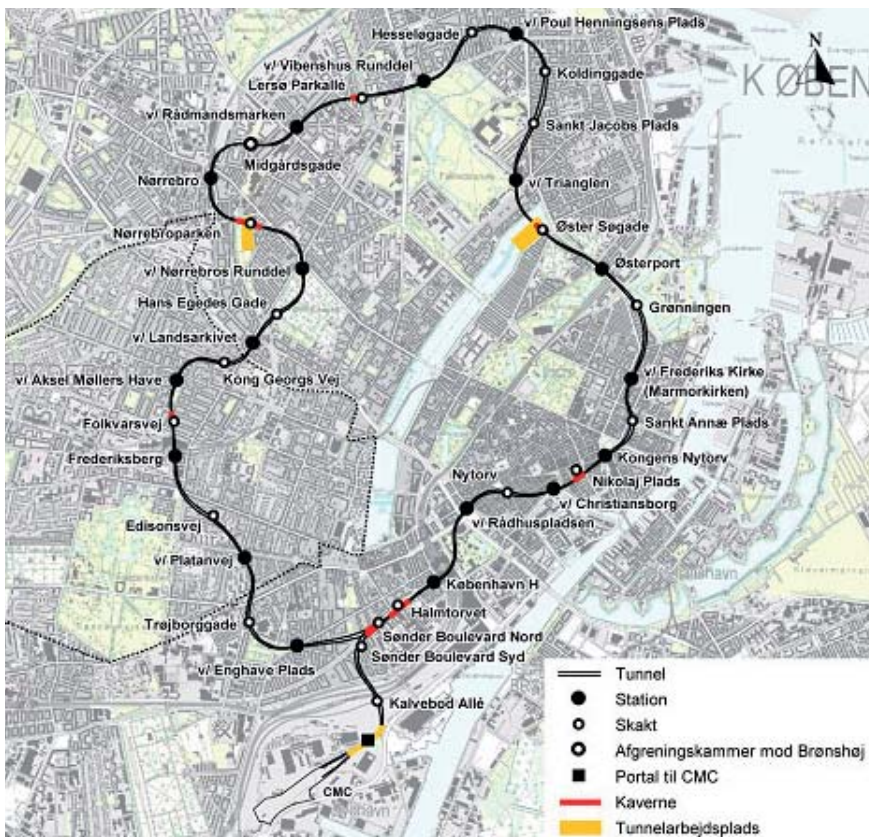 v/ Poul Henningsens Plads
Hesseløgade
N
v/ Vibenshus Runddel
Koldinggade
Lersø Parkallé
K ØBEN
v/ Rådmandsmarken
Sankt Jacobs Plads
Midgårdsgade
Nørrebro
v/ Trianglen
Nørrebroparken
Øster Søgade
v/ Nørrebros Runddel
Østerport
Hans Egedes Gade
Grønningen
v/ Landsarkivet
v/ Aksel Møllers Have
Kong Georgs Vej
v/ Frederiks Kirke
(Marmorkirken)
Folkvarsvej
Sankt Annæ Plads
Frederiksberg
Kongens Nytorv
Nytorv
Nikolaj Plads
v/ Christiansborg
Edisonsvej
v/ Rådhuspladsen
v/ Platanvej
København H
Halmtorvet
Trøjborggade
Sønder Boulevard Nord
Sønder Boulevard Syd
v/ Enghave Plads
Kalvebod Allé
CMC
Tunnel
Station
Skakt
Afgreningskammer mod Brønshøj
Portal til CMC
Kaverne
Tunnelarbejdsplads